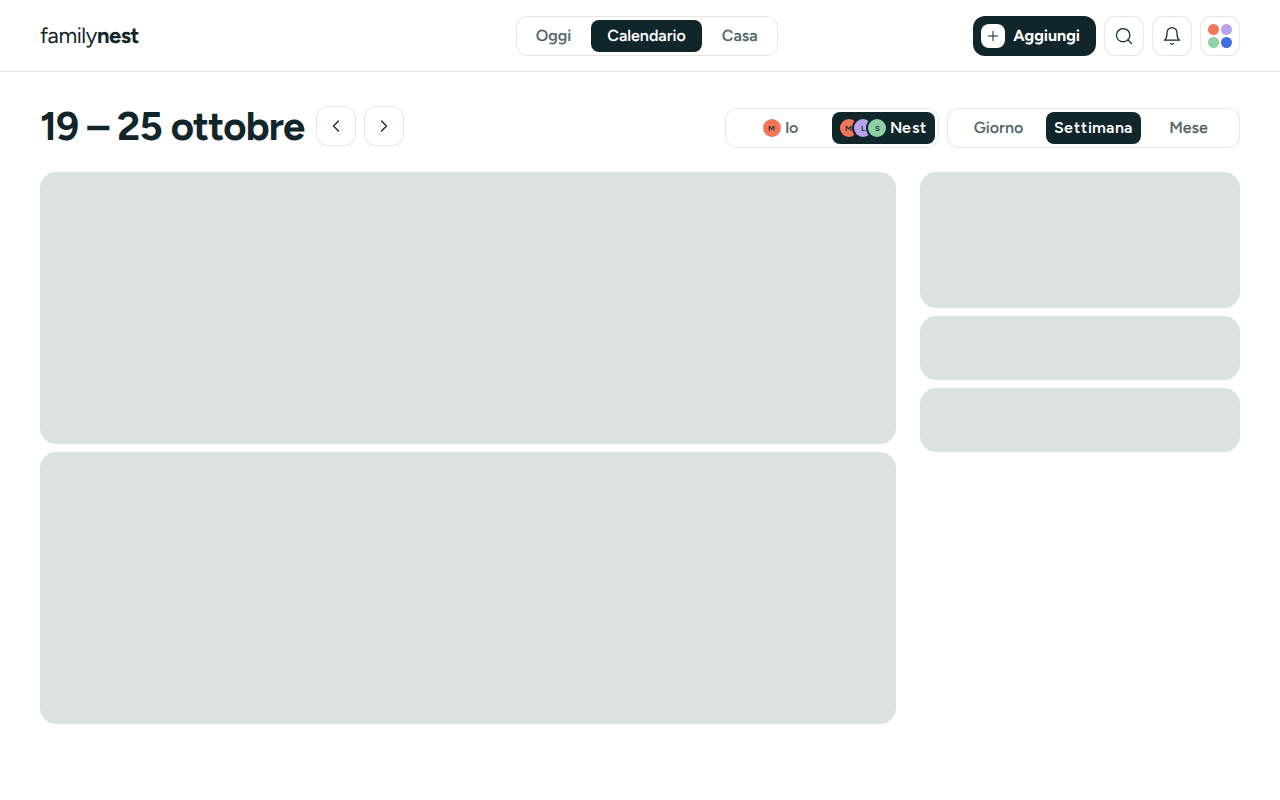 familynest
Oggi
Calendario
Casa
Aggiungi
19 – 25 ottobre
M Io
M L S Nest
Giorno
Settimana
Mese